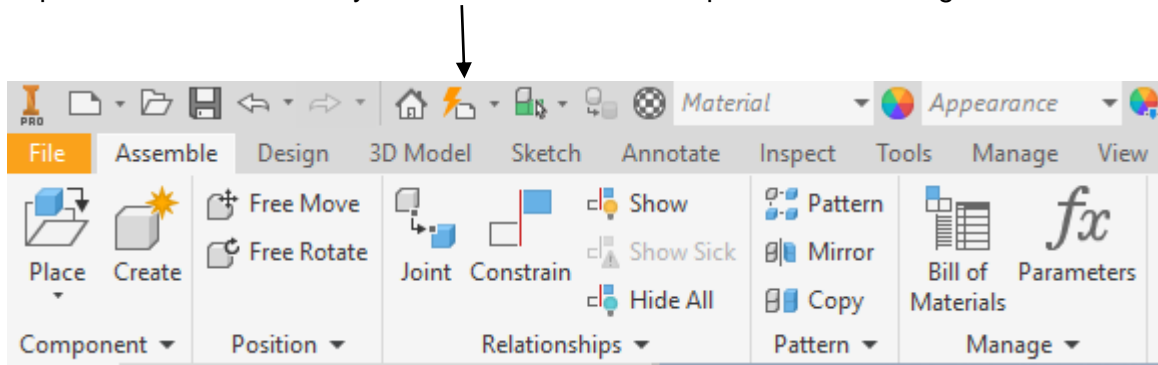 PRO Material Appearance
File Assemble Design 3D Model Sketch Annotate Inspect Tools Manage View
Place Create Free Move Free Rotate Joint Constrain Show Show Sick Hide All Pattern Mirror Copy Bill of Materials fx Parameters
Component Position Relationships Pattern Manage